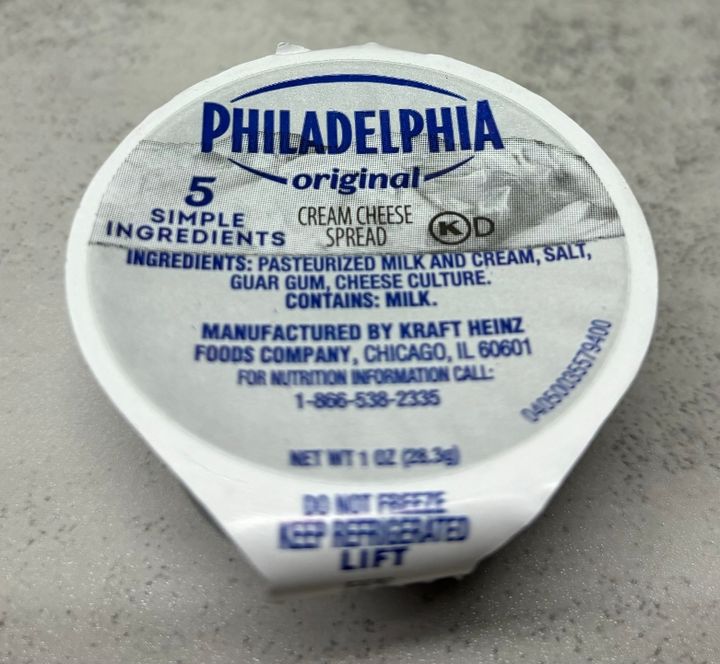 PHILADELPHIA
original
5
SIMPLE
INGREDIENTS
CREAM CHEESE
SPREAD
K D
INGREDIENTS: PASTEURIZED MILK AND CREAM, SALT,
GUAR GUM, CHEESE CULTURE.
CONTAINS: MILK.
MANUFACTURED BY KRAFT HEINZ
FOODS COMPANY, CHICAGO, IL 60601
FOR NUTRITION INFORMATION CALL:
1-866-538-2335
NET WT 1 OZ (28.3g)
DO NOT FREEZE
KEEP REFRIGERATED
LIFT